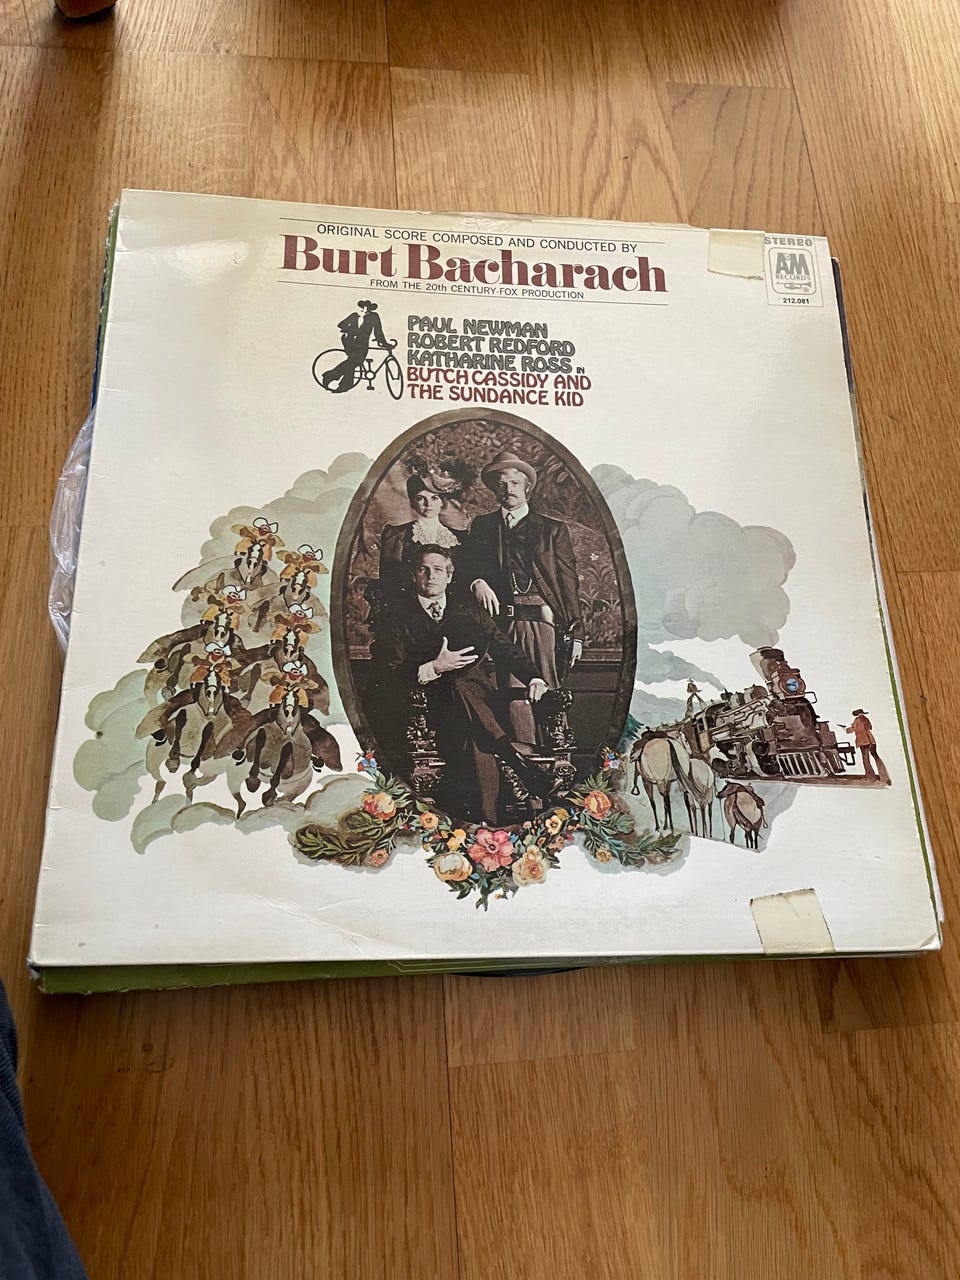 ORIGINAL SCORE COMPOSED AND CONDUCTED BY
Burt Bacharach
FROM THE 20th CENTURY-FOX PRODUCTION
PAUL NEWMAN
ROBERT REDFORD
KATHARINE ROSS IN
BUTCH CASSIDY AND
THE SUNDANCE KID
STEREO
A&M
RECORDS
212.081